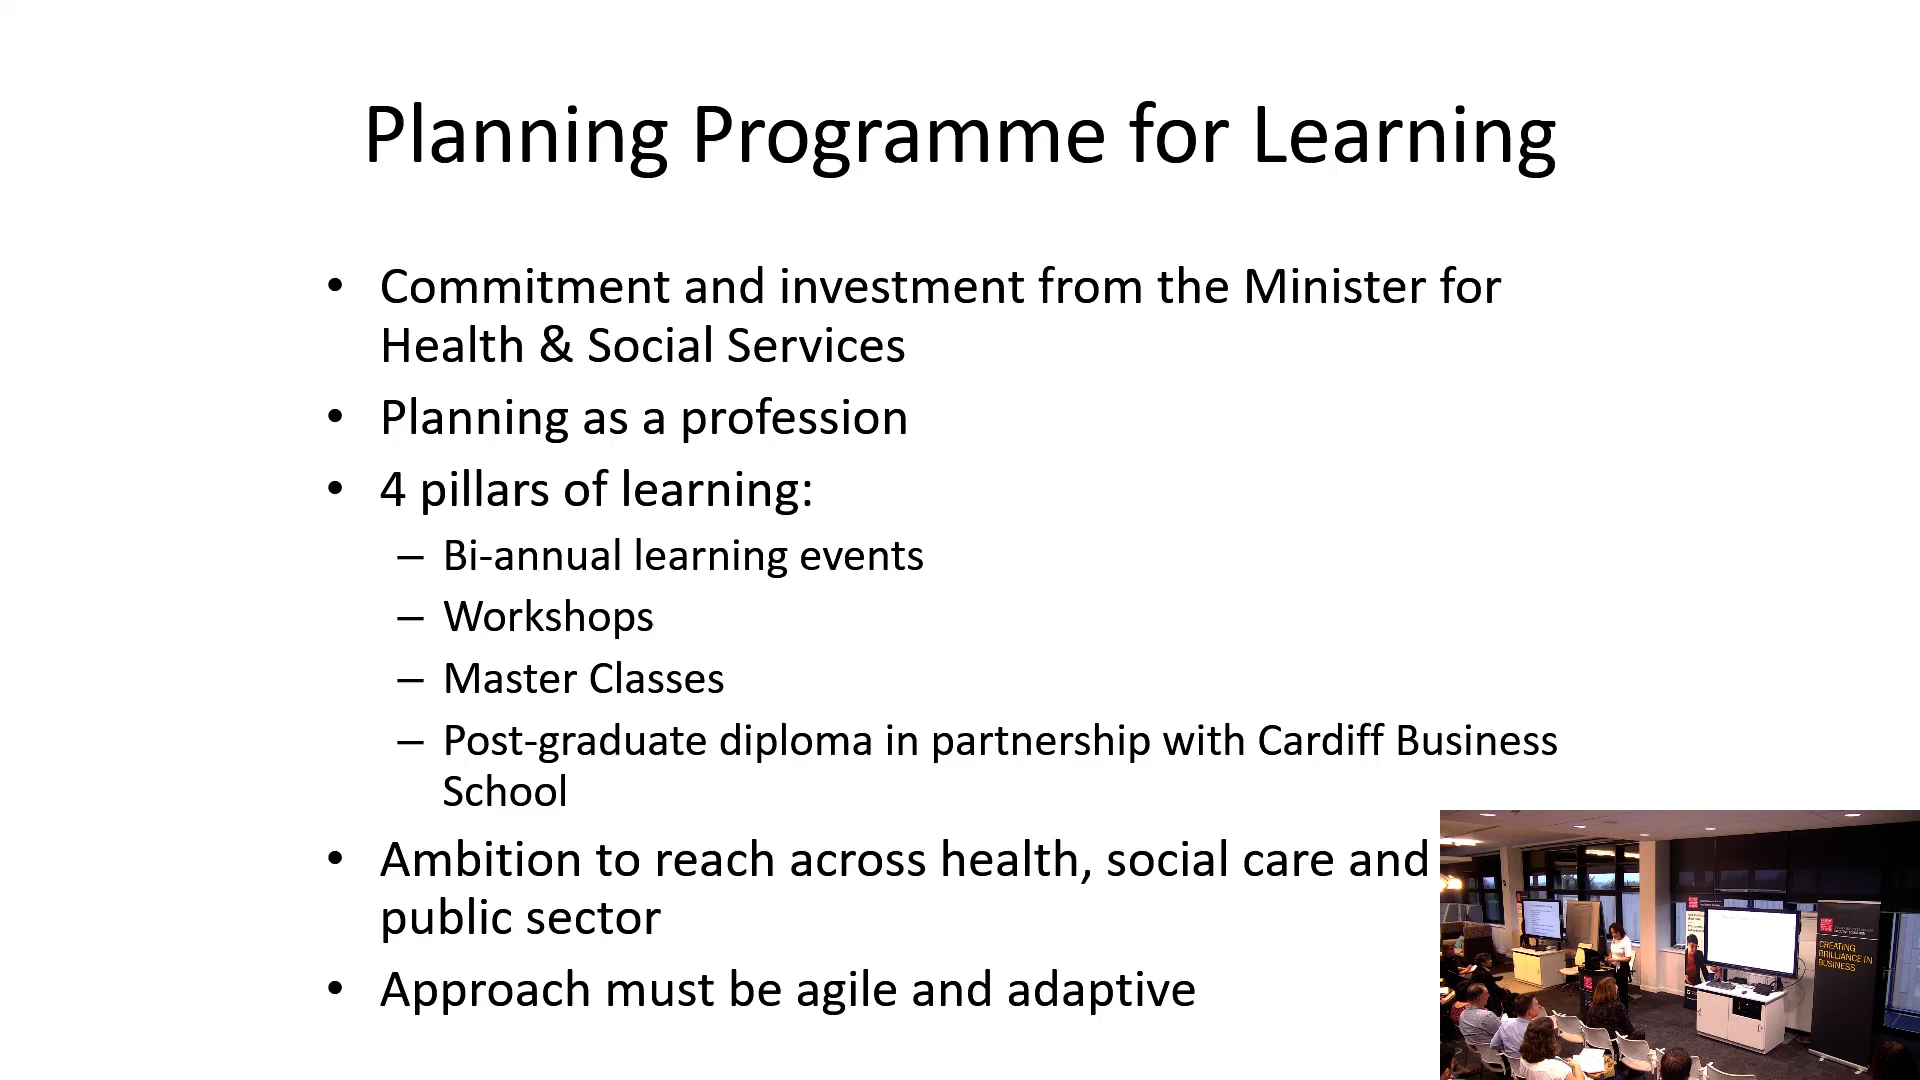 Planning Programme for Learning
• Commitment and investment from the Minister for
Health & Social Services
• Planning as a profession
• 4 pillars of learning:
– Bi-annual learning events
– Workshops
– Master Classes
– Post-graduate diploma in partnership with Cardiff Business
School
• Ambition to reach across health, social care and
public sector
• Approach must be agile and adaptive
CREATING
BRILLIANCE IN
BUSINESS